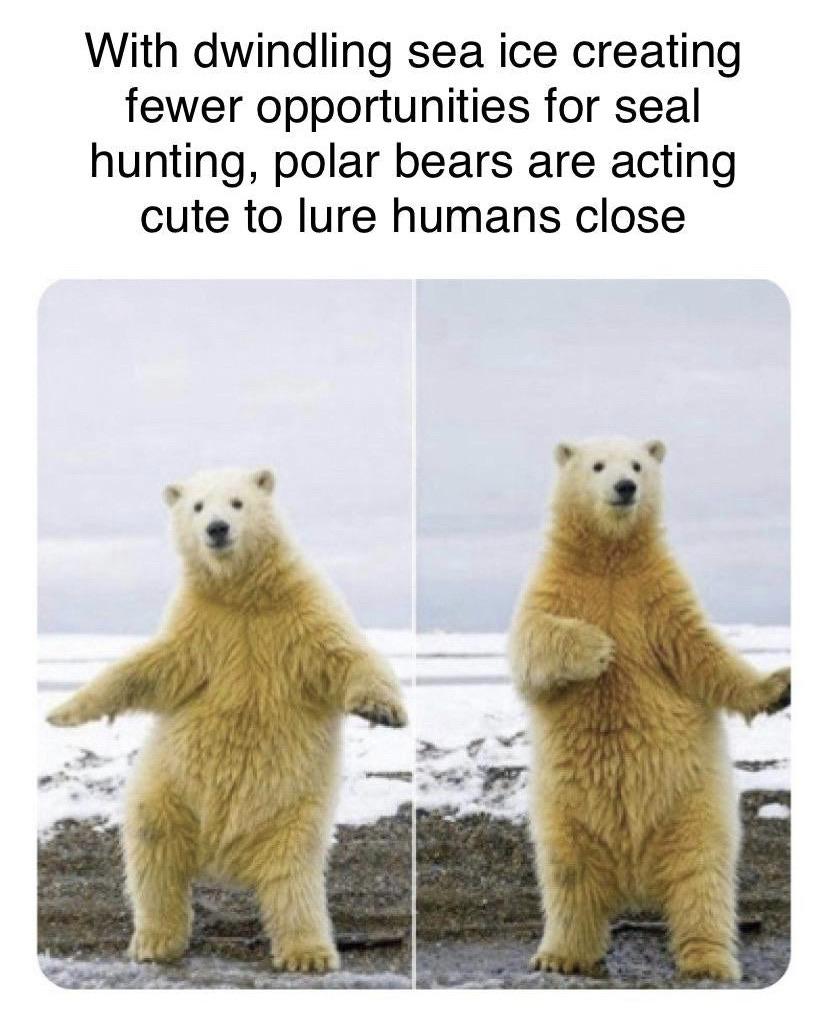 With dwindling sea ice creating
fewer opportunities for seal
hunting, polar bears are acting
cute to lure humans close